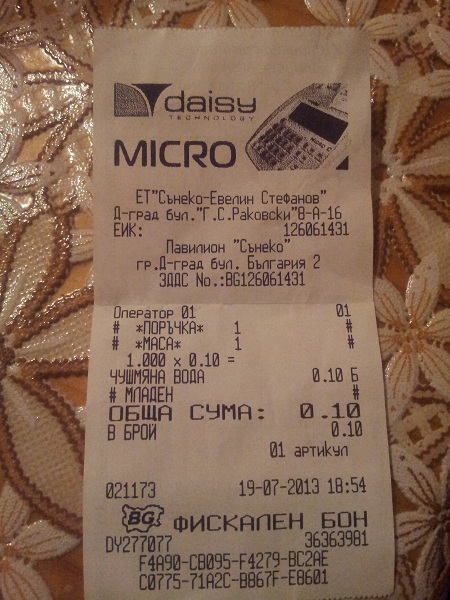 daisy
TECHNOLOGY
MICRO
ЕТ"Сънеко-Евелин Стефанов"
Д-град бул."Г.С.Раковски"8-А-16
ЕИК: 126061431
Павилион "Сънеко"
гр.Д-град бул. България 2
ЗДДС No.:BG126061431
Оператор 01 01
# *ПОРЪЧКА* 1 #
# *МАСА* 1 #
1.000 x 0.10 =
ЧУШМЯНА ВОДА 0.10 Б
# МЛАДЕН #
ОБЩА СУМА: 0.10
В БРОЙ 0.10
01 артикул
021173 19-07-2013 18:54
BG ФИСКАЛЕН БОН
DY277077 36363981
F4A90-CB095-F4279-BC2AE
C0775-71A2C-B867F-E8601